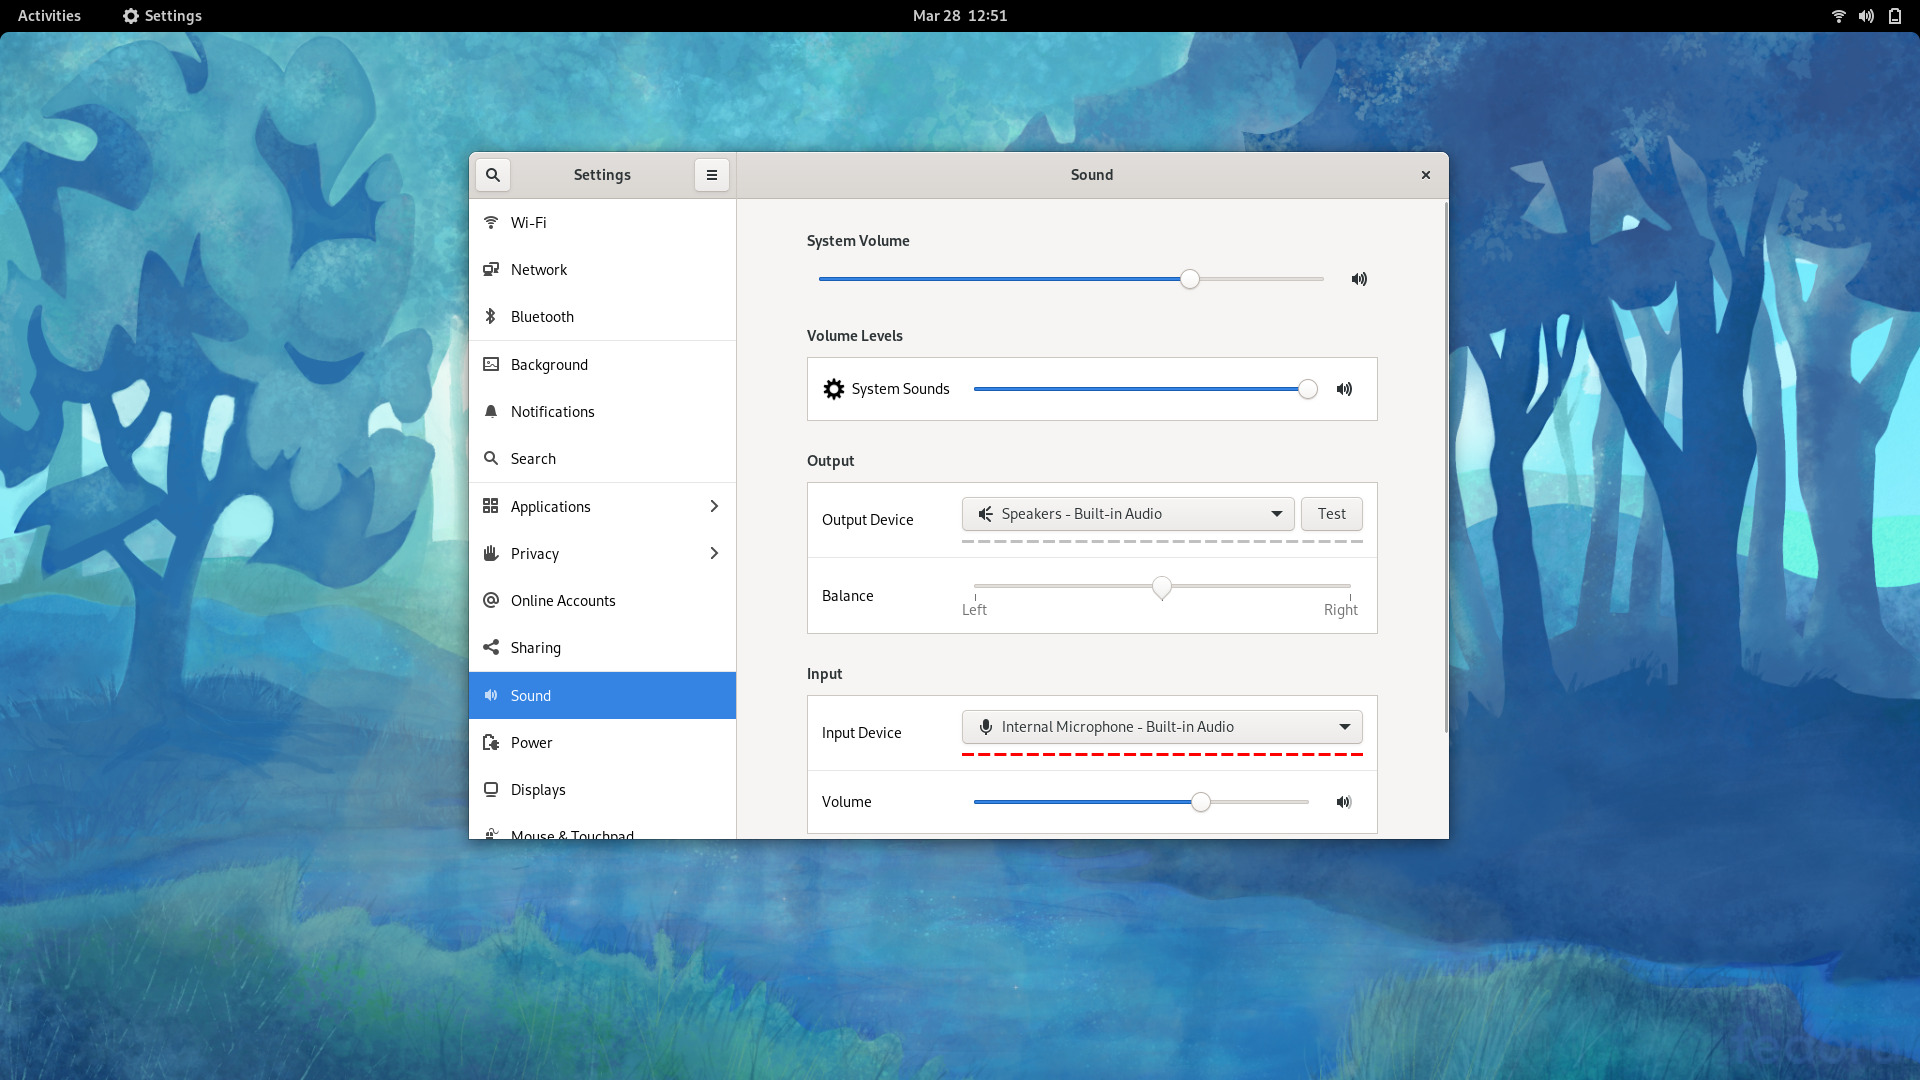 Activities
Settings
Mar 28 12:51
Settings
Sound
Wi-Fi
Network
Bluetooth
Background
Notifications
Search
Applications
Privacy
Online Accounts
Sharing
Sound
Power
Displays
Mouse & Touchpad
System Volume
Volume Levels
System Sounds
Output
Output Device
Speakers - Built-in Audio
Test
Balance
Left
Right
Input
Input Device
Internal Microphone - Built-in Audio
Volume
fedora